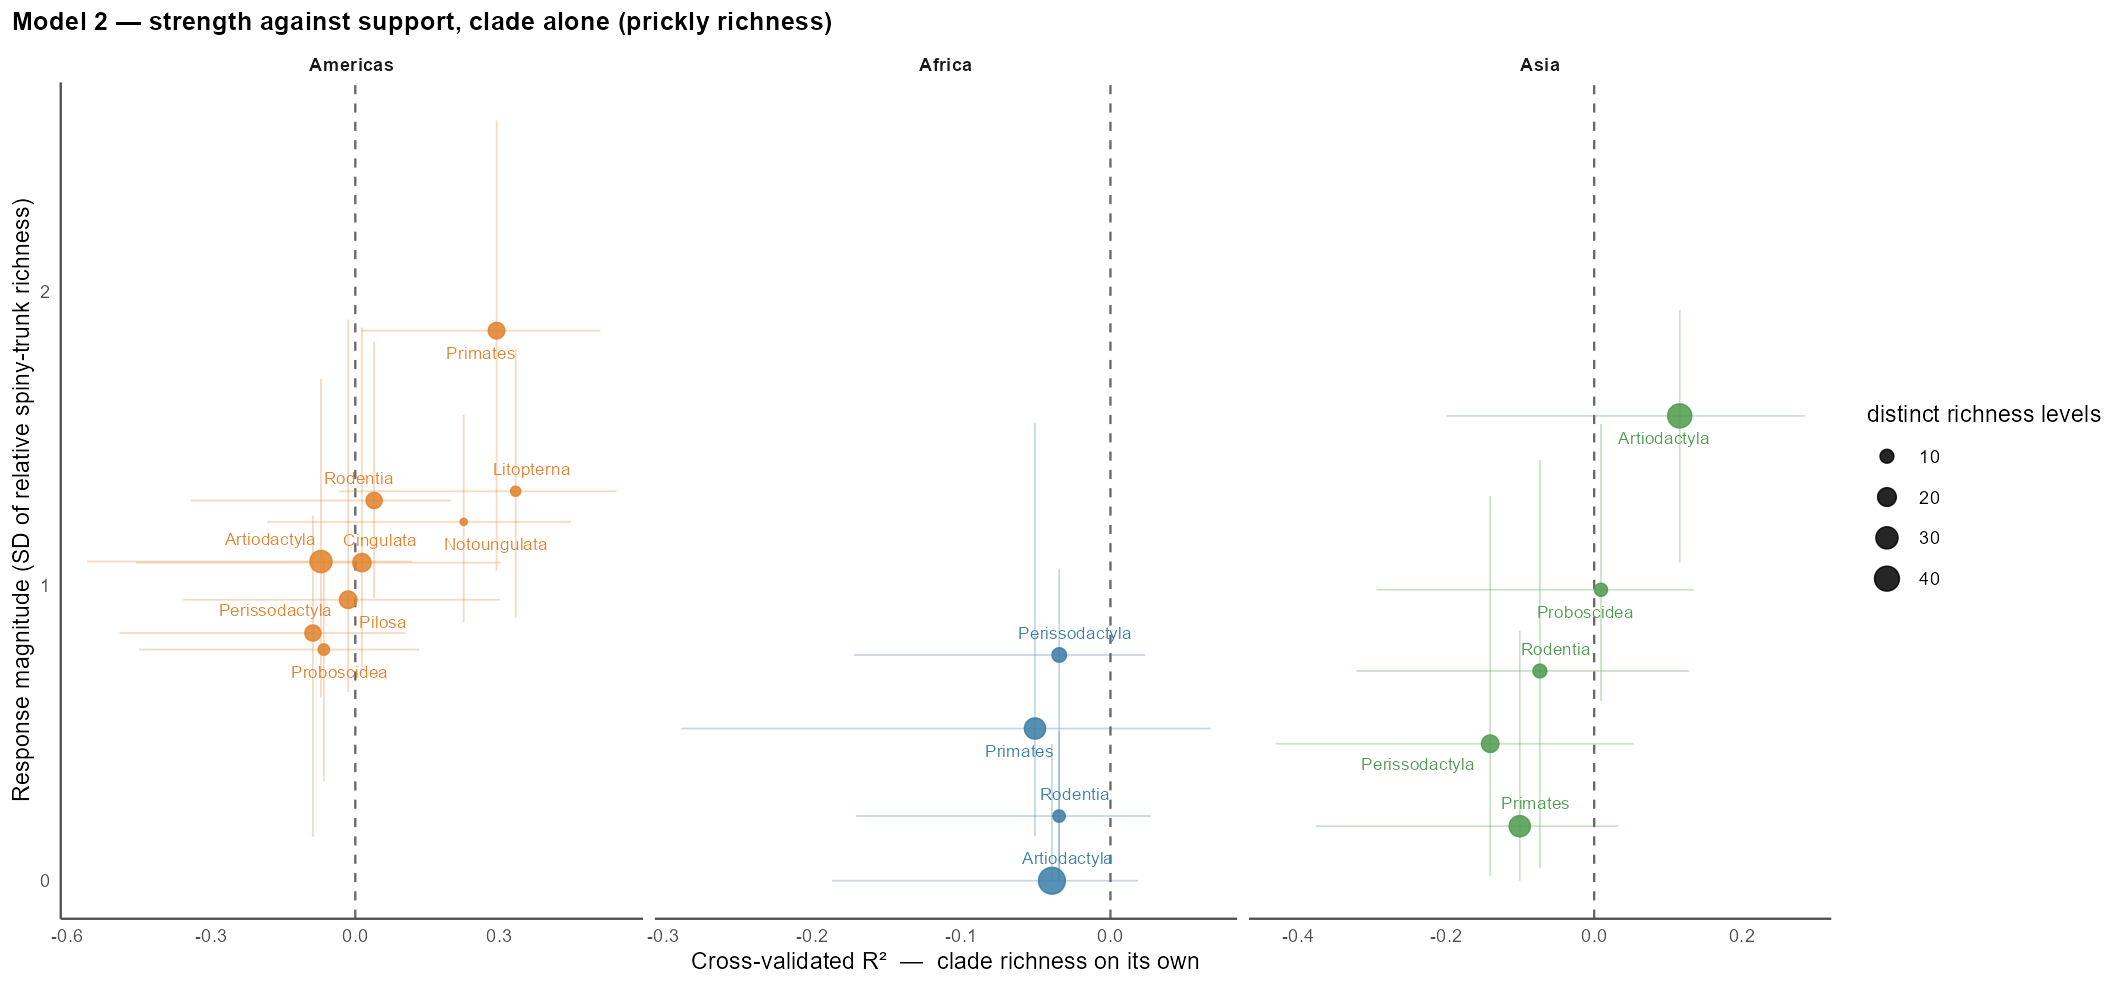 Model 2 — strength against support, clade alone (prickly richness)
Americas
Africa
Asia
Response magnitude (SD of relative spiny-trunk richness)
2
1
0
Primates
Litopterna
Rodentia
Notoungulata
Artiodactyla
Cingulata
Perissodactyla
Pilosa
Proboscidea
Perissodactyla
Primates
Rodentia
Artiodactyla
Artiodactyla
Proboscidea
Rodentia
Perissodactyla
Primates
-0.6 -0.3 0.0 0.3
-0.3 -0.2 -0.1 0.0
-0.4 -0.2 0.0 0.2
Cross-validated R² — clade richness on its own
distinct richness levels
10
20
30
40